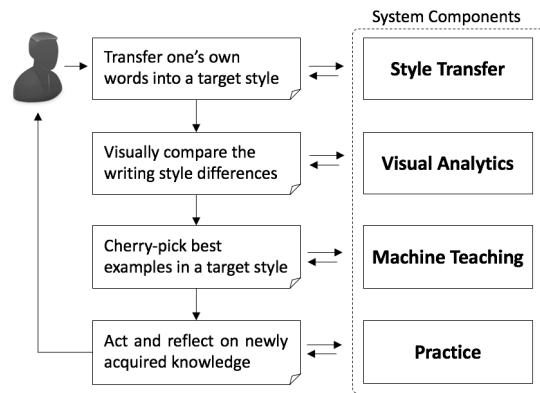 System Components
Transfer one's own
words into a target style
Style Transfer
Visually compare the
writing style differences
Visual Analytics
Cherry-pick best
examples in a target style
Machine Teaching
Act and reflect on newly
acquired knowledge
Practice